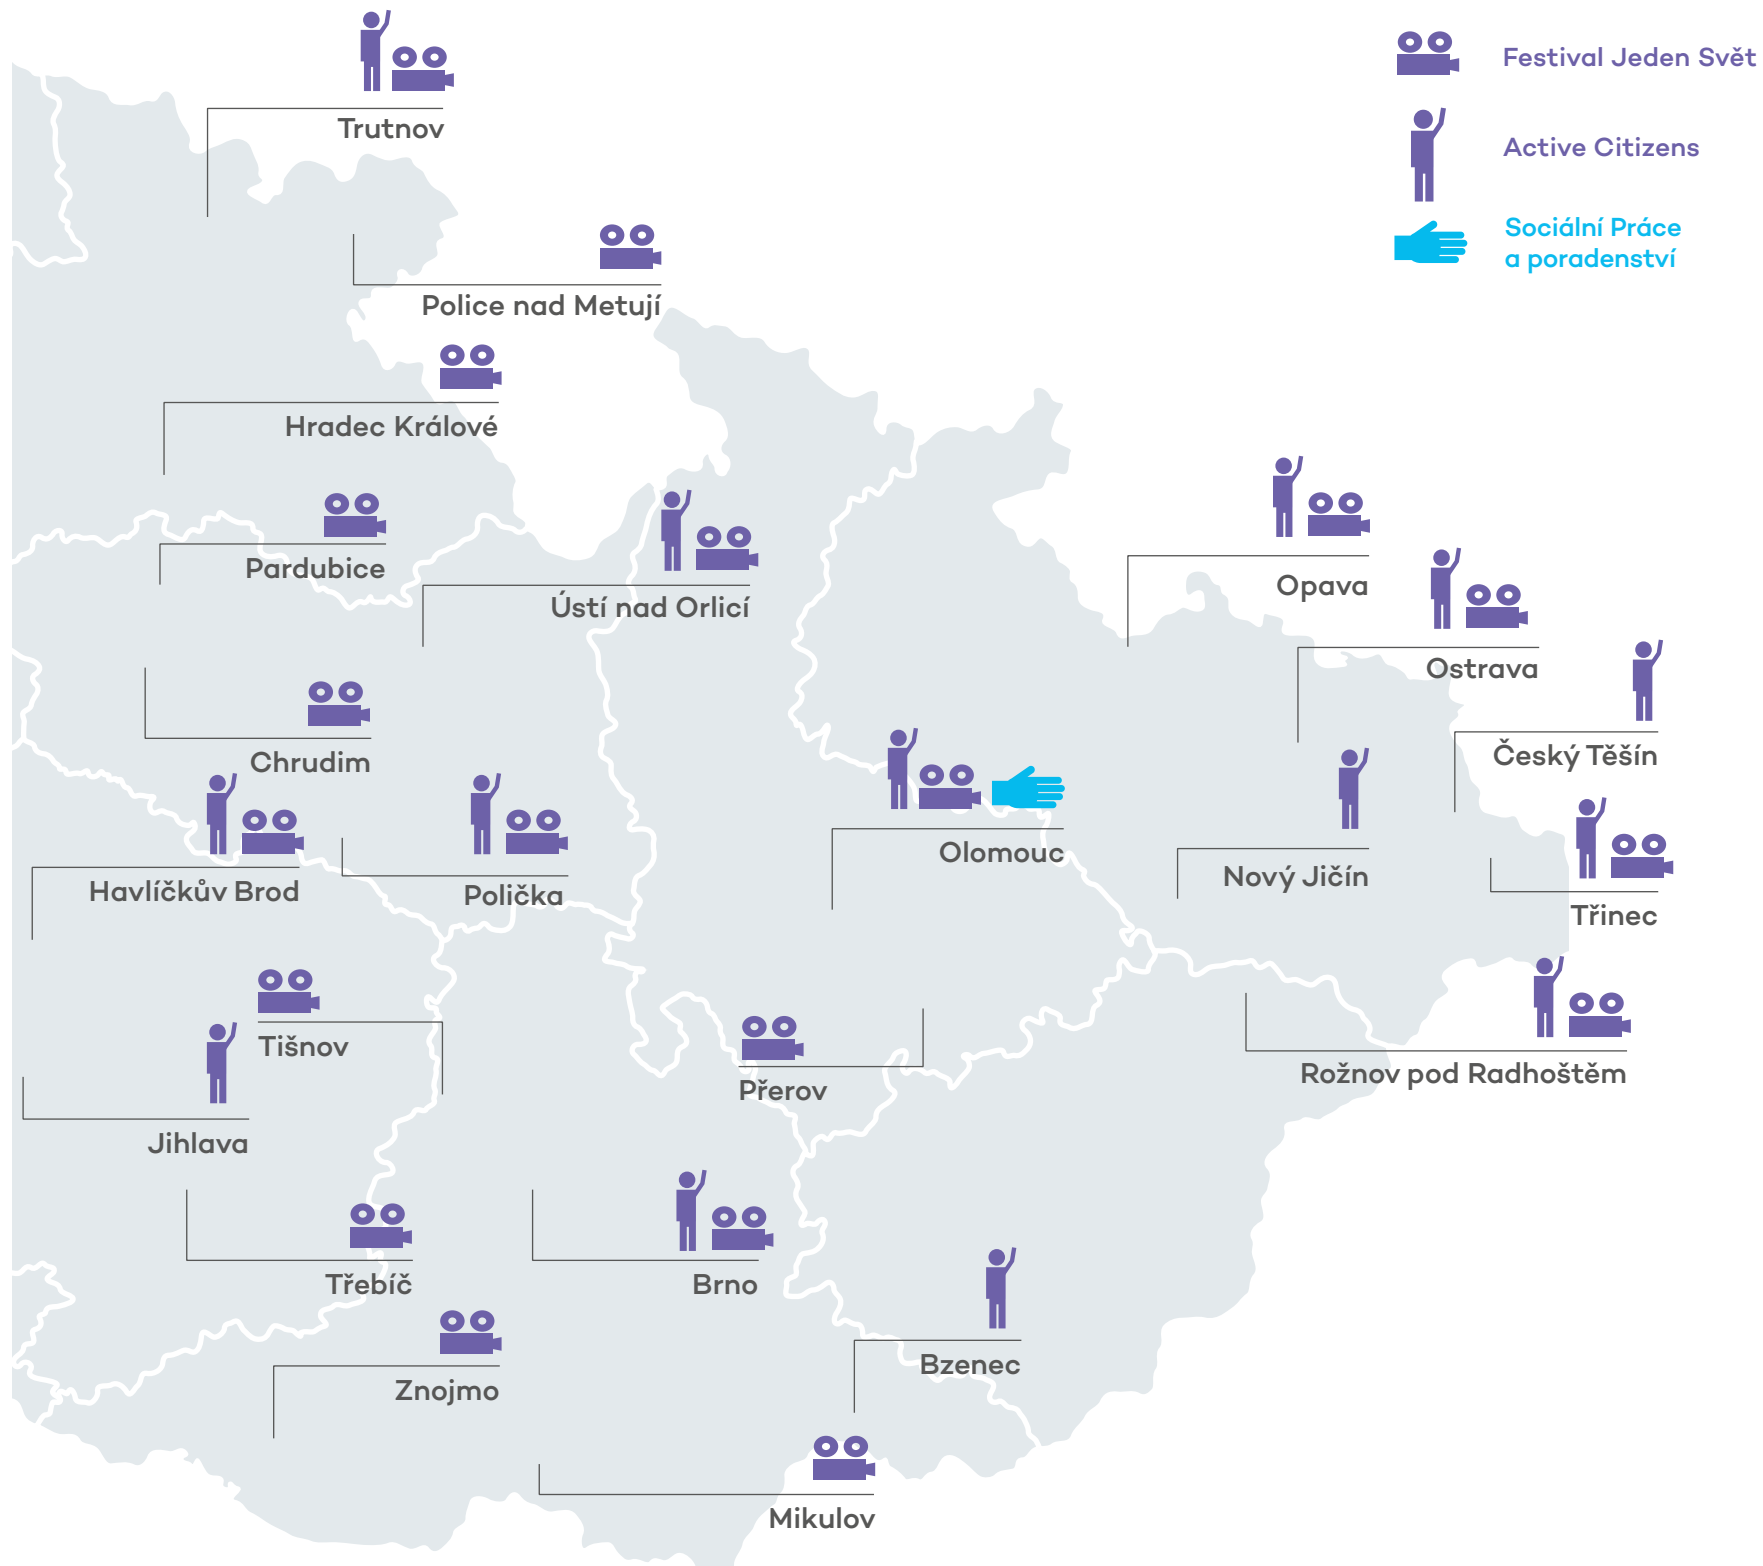 Festival Jeden Svět
Active Citizens
Sociální Práce
a poradenství
Trutnov
Police nad Metují
Hradec Králové
Pardubice
Ústí nad Orlicí
Opava
Ostrava
Český Těšín
Chrudim
Olomouc
Nový Jičín
Havlíčkův Brod
Polička
Třinec
Tišnov
Přerov
Rožnov pod Radhoštěm
Jihlava
Třebíč
Brno
Bzenec
Znojmo
Mikulov